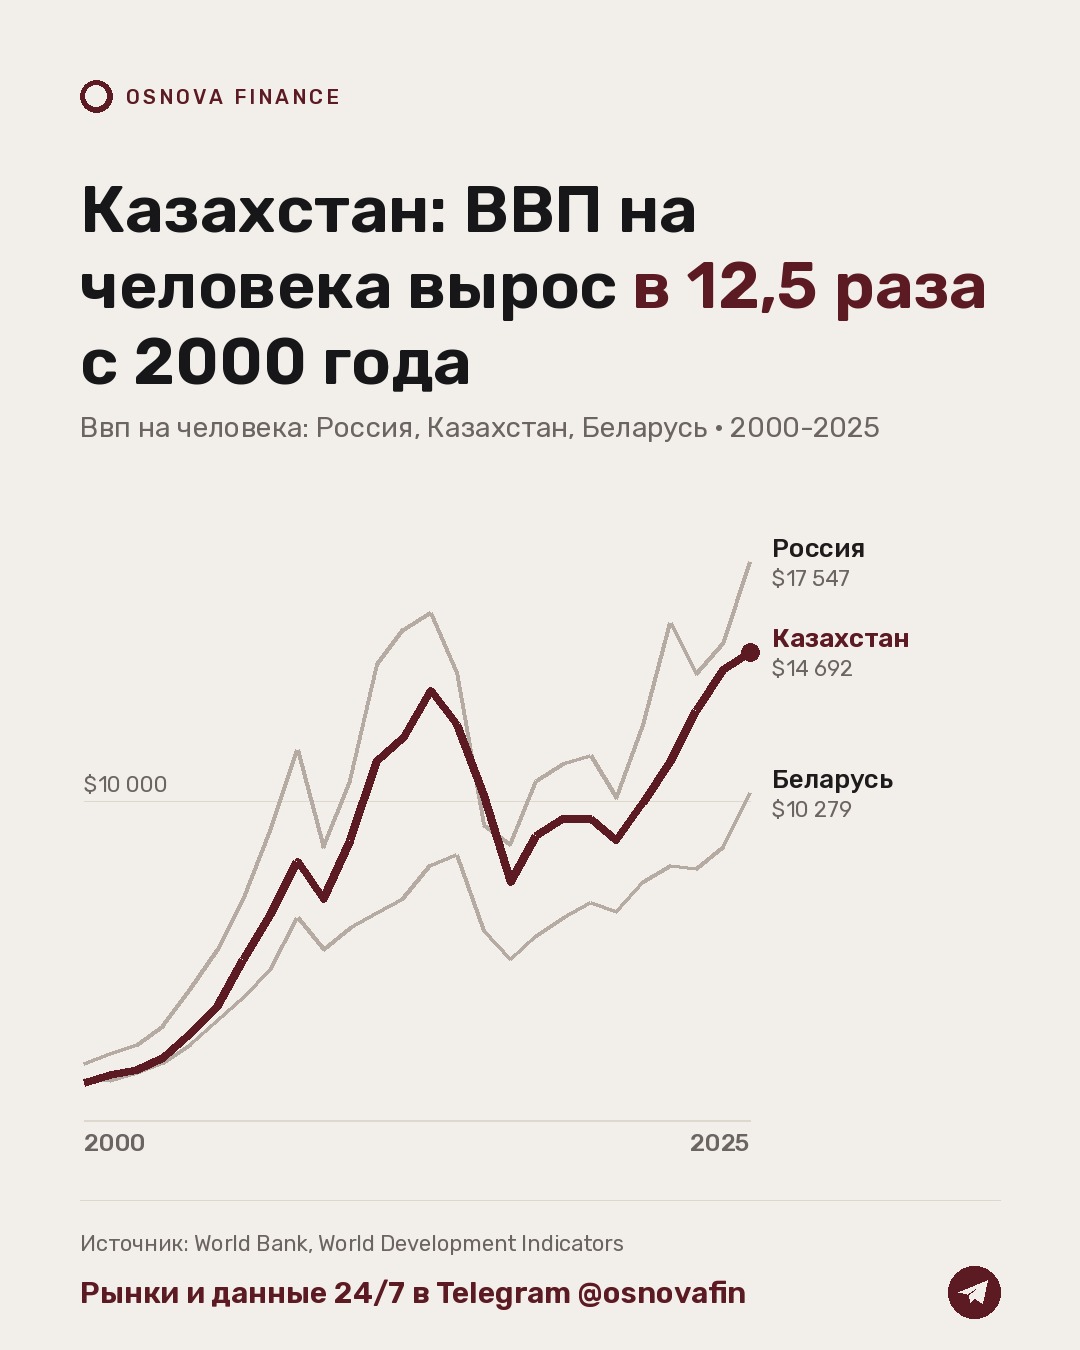 OSNOVA FINANCE
Казахстан: ВВП на
человека вырос в 12,5 раза
с 2000 года
Ввп на человека: Россия, Казахстан, Беларусь • 2000-2025
Россия
$17 547
Казахстан
$14 692
$10 000
Беларусь
$10 279
2000
2025
Источник: World Bank, World Development Indicators
Рынки и данные 24/7 в Telegram @osnovafin